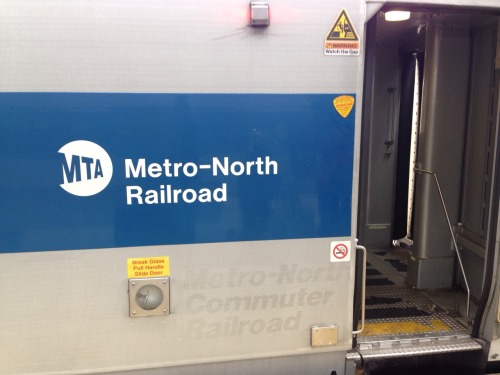 WARNING
Watch the Gap
MTA
Metro-North
Railroad
Break Glass
Pull Handle
Slide Door
Metro-North
Commuter
Railroad